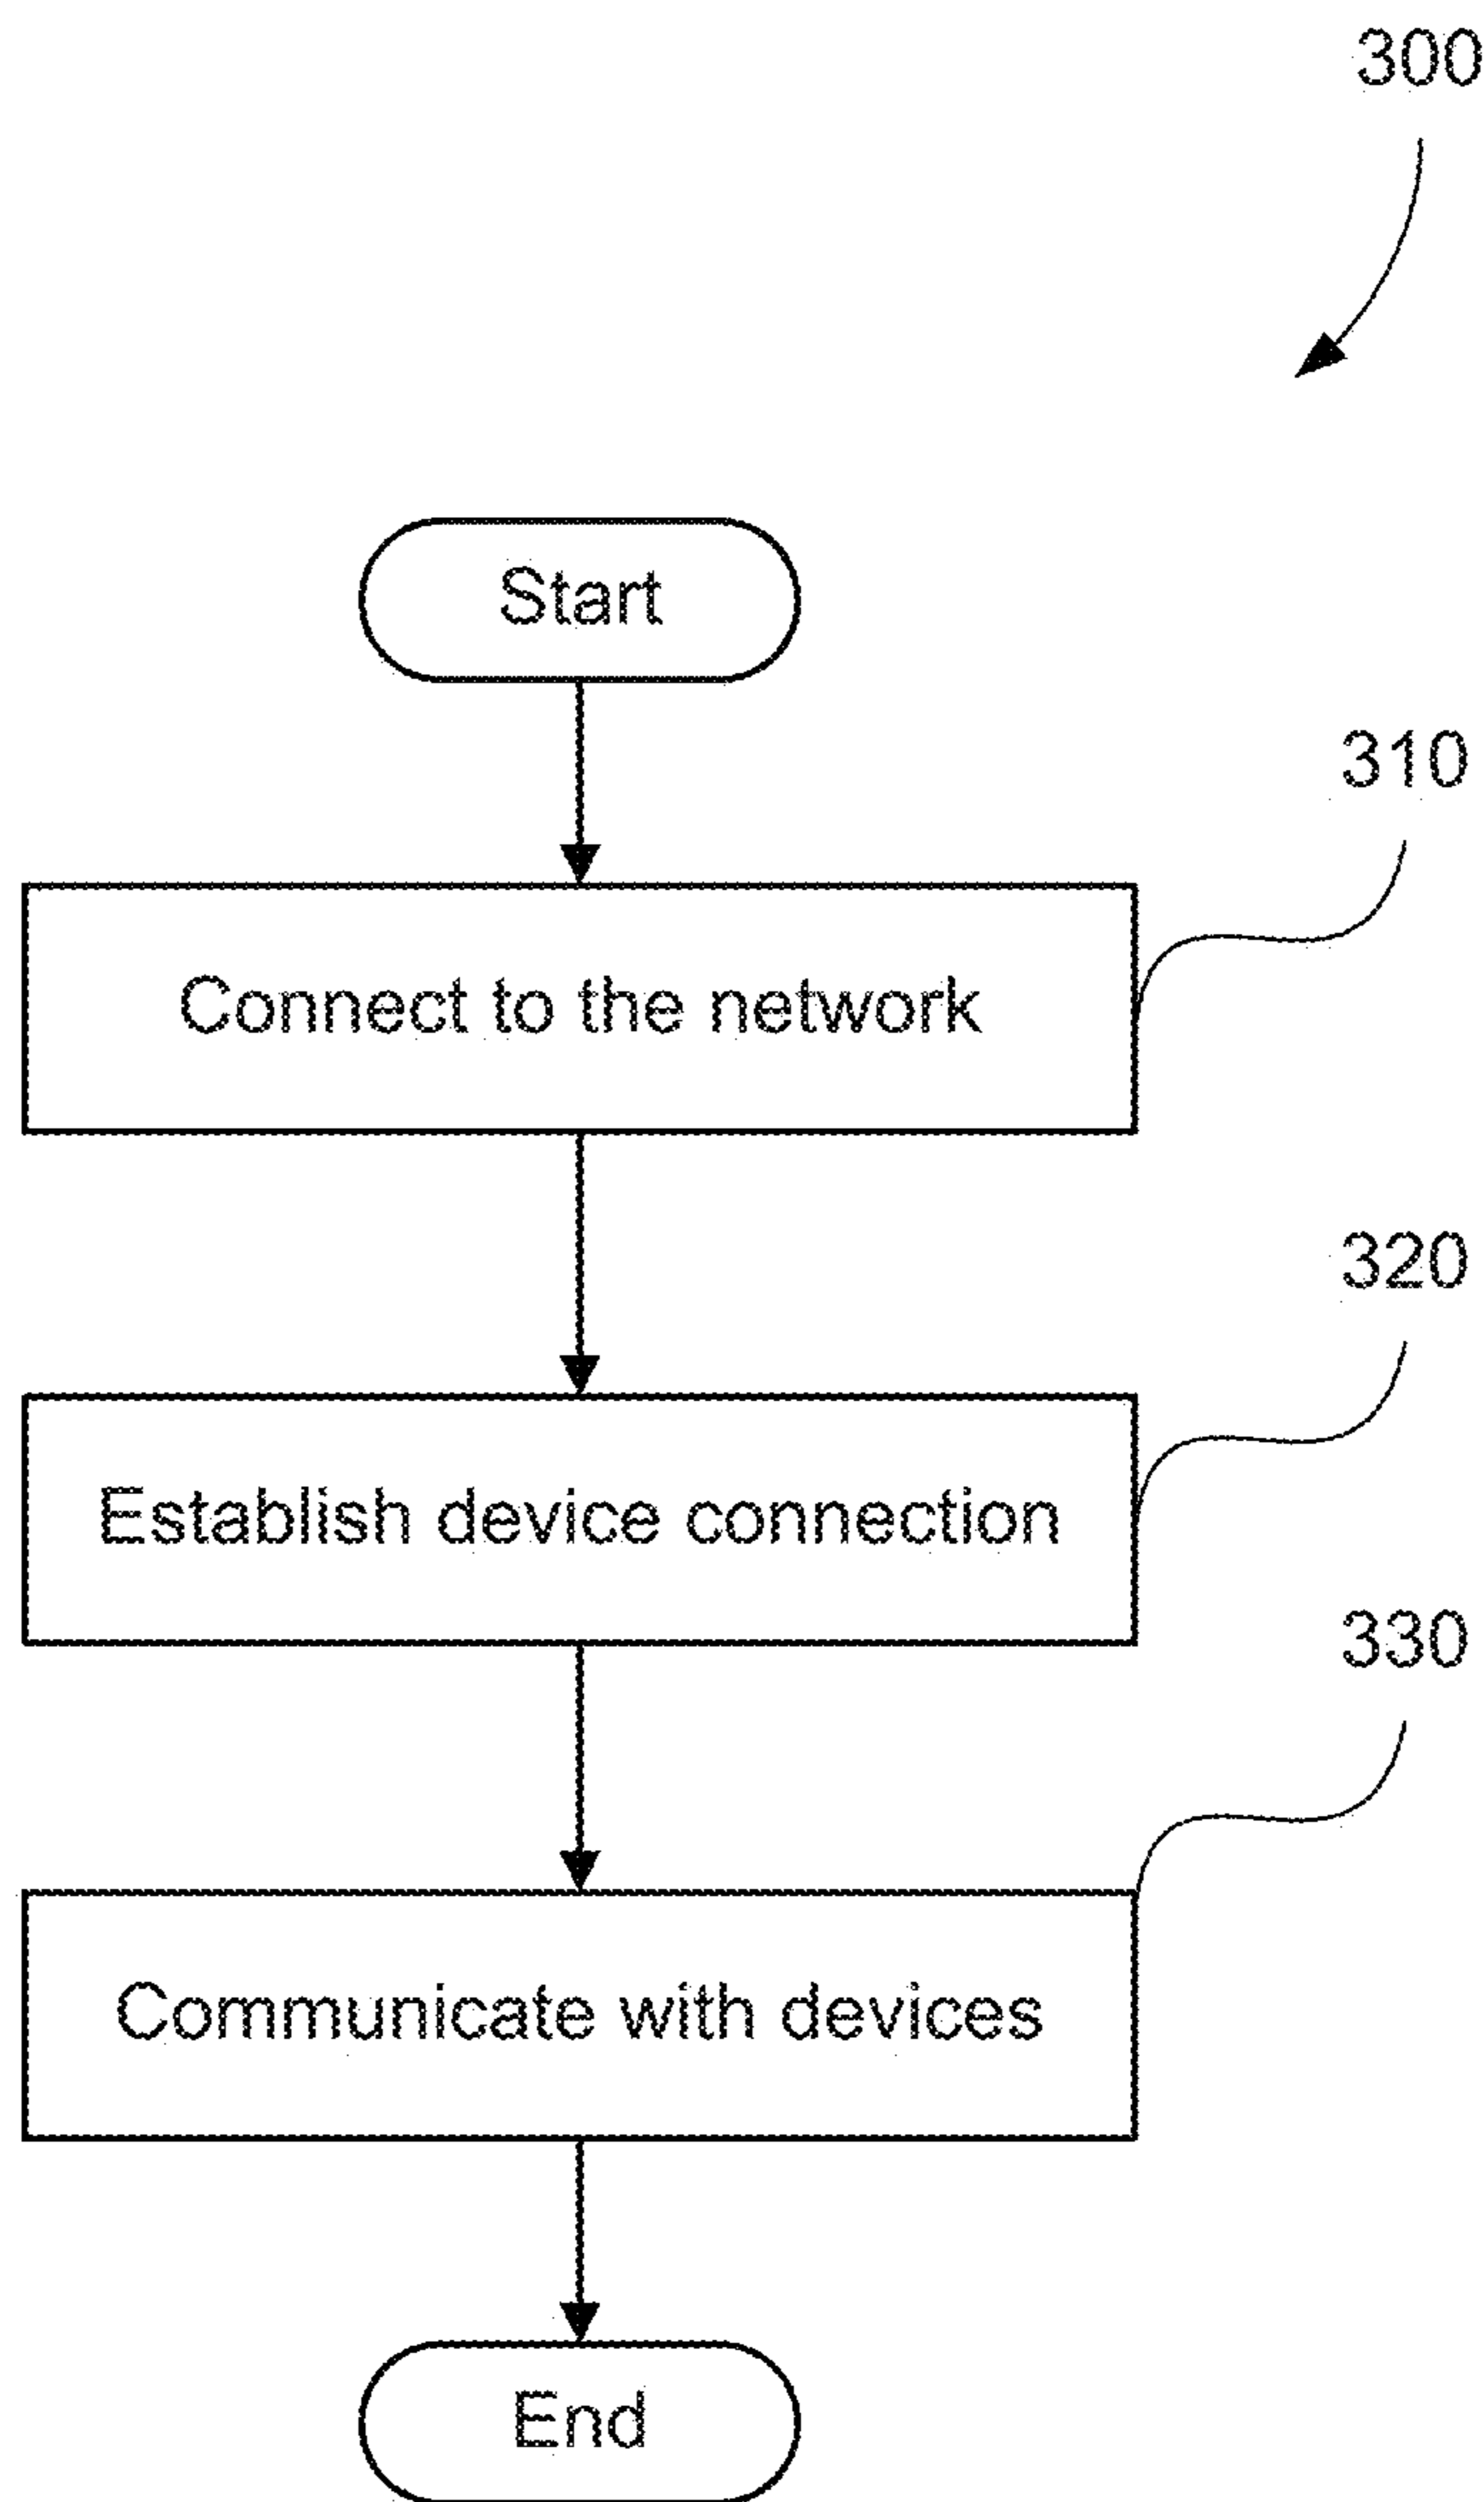 300
Start
310
Connect to the network
320
Establish device connection
330
Communicate with devices
End